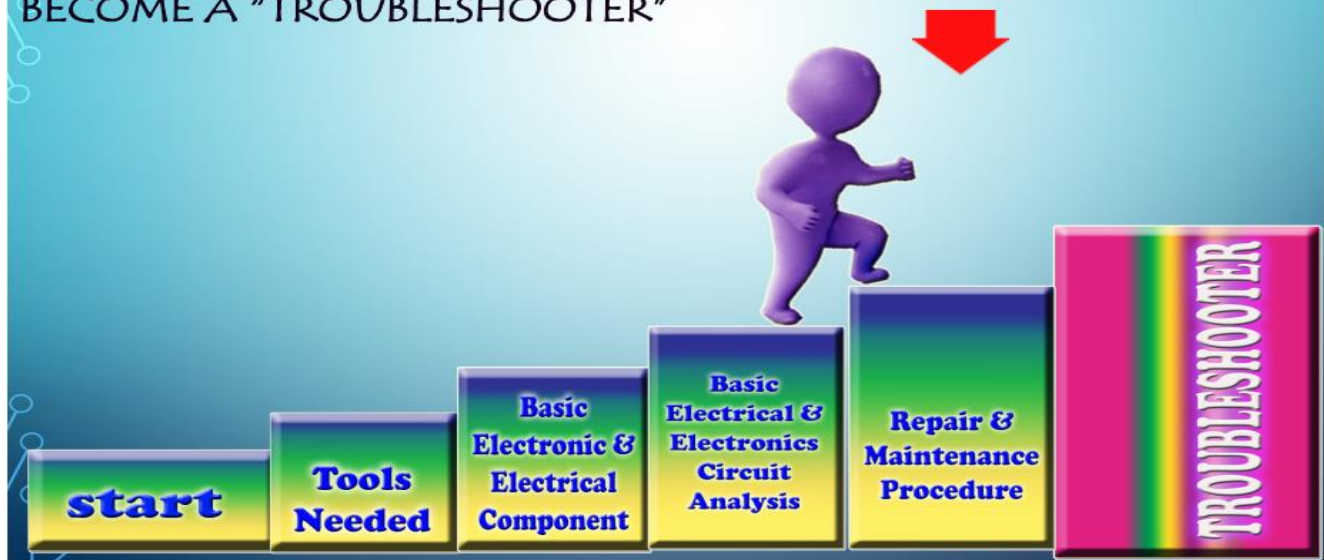 BECOME A "TROUBLESHOOTER"
start
Tools
Needed
Basic
Electronic &
Electrical
Component
Basic
Electrical &
Electronics
Circuit
Analysis
Repair &
Maintenance
Procedure
TROUBLESHOOTER